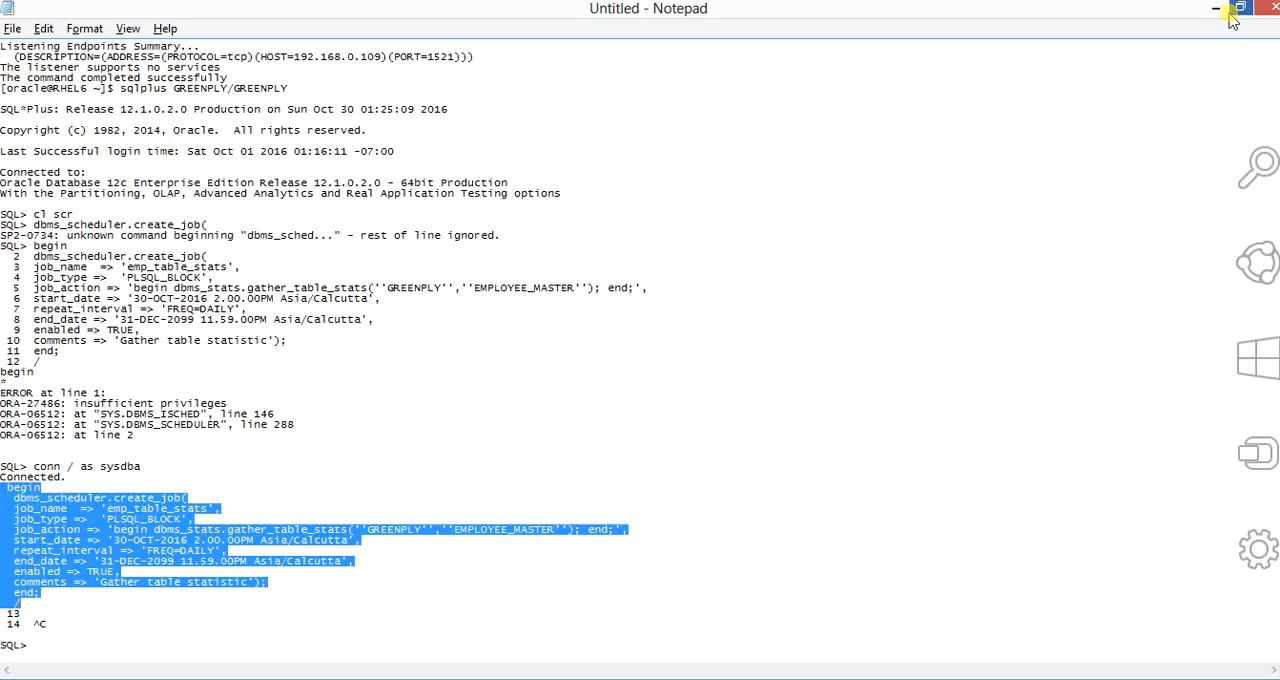 Untitled - Notepad
File Edit Format View Help
Listening Endpoints Summary...
(DESCRIPTION=(ADDRESS=(PROTOCOL=tcp)(HOST=192.168.0.109)(PORT=1521)))
The listener supports no services
The command completed successfully
[oracle@RHEL6 ~]$ sqlplus GREENPLY/GREENPLY
SQL*Plus: Release 12.1.0.2.0 Production on Sun Oct 30 01:25:09 2016
Copyright (c) 1982, 2014, Oracle.  All rights reserved.
Last Successful login time: Sat Oct 01 2016 01:16:11 -07:00
Connected to:
Oracle Database 12c Enterprise Edition Release 12.1.0.2.0 - 64bit Production
With the Partitioning, OLAP, Advanced Analytics and Real Application Testing options
SQL> cl scr
SQL> dbms_scheduler.create_job(
SP2-0734: unknown command beginning "dbms_sched..." - rest of line ignored.
SQL> begin
2  dbms_scheduler.create_job(
3  job_name  => 'emp_table_stats',
4  job_type =>  'PLSQL_BLOCK',
5  job_action => 'begin dbms_stats.gather_table_stats(''GREENPLY'',''EMPLOYEE_MASTER''); end;',
6  start_date => '30-OCT-2016 2.00.00PM Asia/Calcutta',
7  repeat_interval => 'FREQ=DAILY',
8  end_date => '31-DEC-2099 11.59.00PM Asia/Calcutta',
9  enabled => TRUE,
10  comments => 'Gather table statistic');
11  end;
12  /
begin
*
ERROR at line 1:
ORA-27486: insufficient privileges
ORA-06512: at "SYS.DBMS_ISCHED", line 146
ORA-06512: at "SYS.DBMS_SCHEDULER", line 288
ORA-06512: at line 2
SQL> conn / as sysdba
Connected.
begin
dbms_scheduler.create_job(
job_name  => 'emp_table_stats',
job_type =>  'PLSQL_BLOCK',
job_action => 'begin dbms_stats.gather_table_stats(''GREENPLY'',''EMPLOYEE_MASTER''); end;',
start_date => '30-OCT-2016 2.00.00PM Asia/Calcutta',
repeat_interval => 'FREQ=DAILY',
end_date => '31-DEC-2099 11.59.00PM Asia/Calcutta',
enabled => TRUE,
comments => 'Gather table statistic');
end;
/
13
14  ^C
SQL>